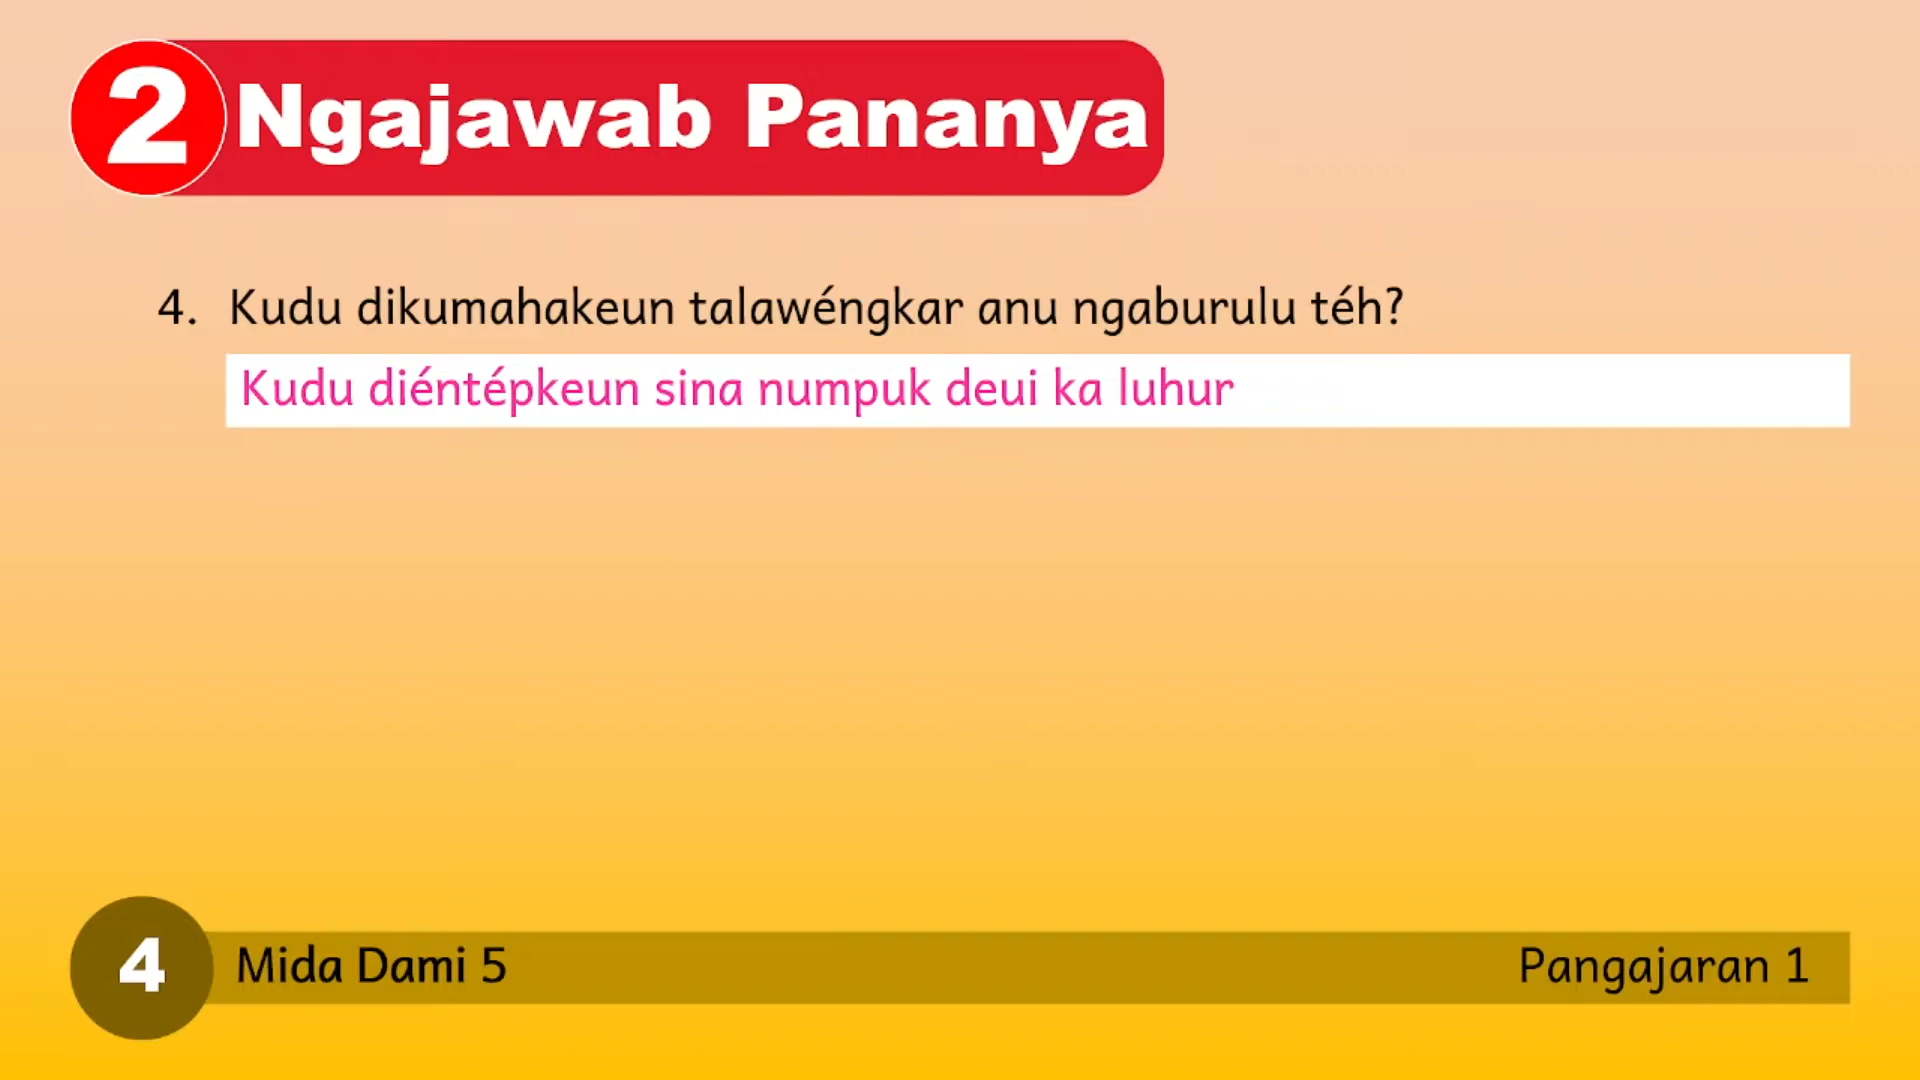 2 Ngajawab Pananya
4. Kudu dikumahakeun talawéngkar anu ngaburulu téh?
Kudu diéntépkeun sina numpuk deui ka luhur
4 Mida Dami 5 Pangajaran 1